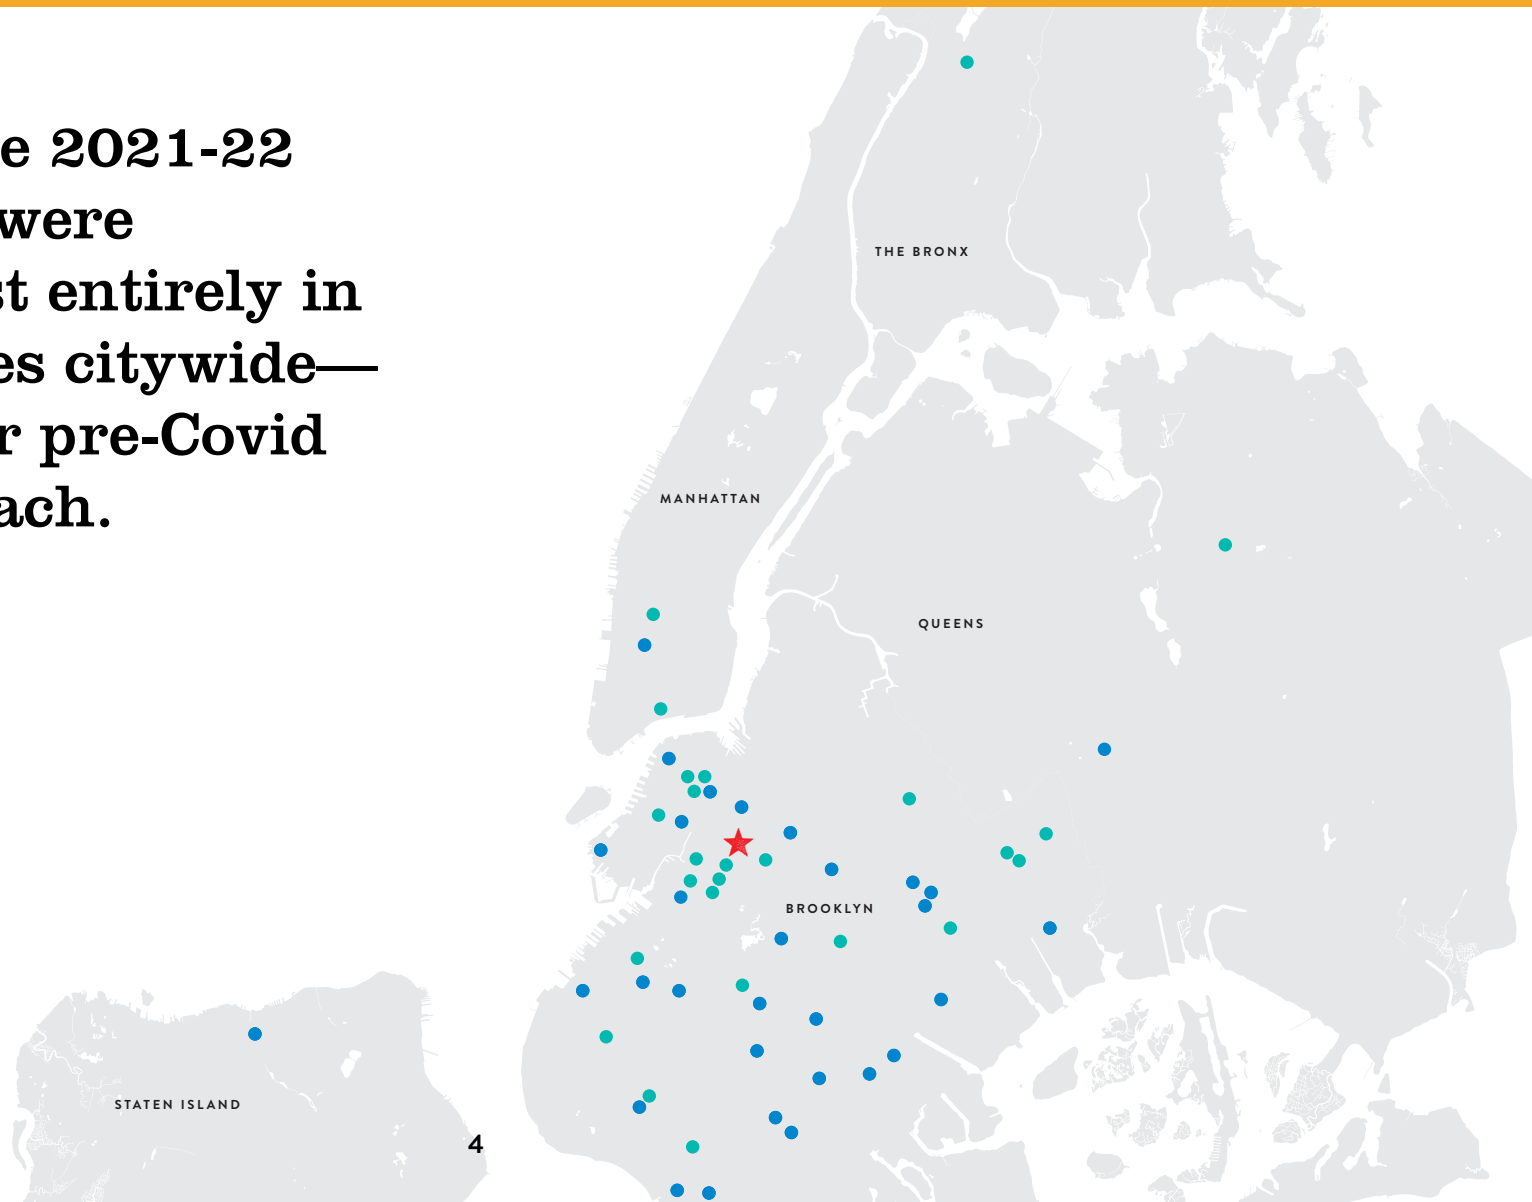 e 2021-22
were
st entirely in
es citywide—
r pre-Covid
ach.
THE BRONX
MANHATTAN
QUEENS
BROOKLYN
STATEN ISLAND
4